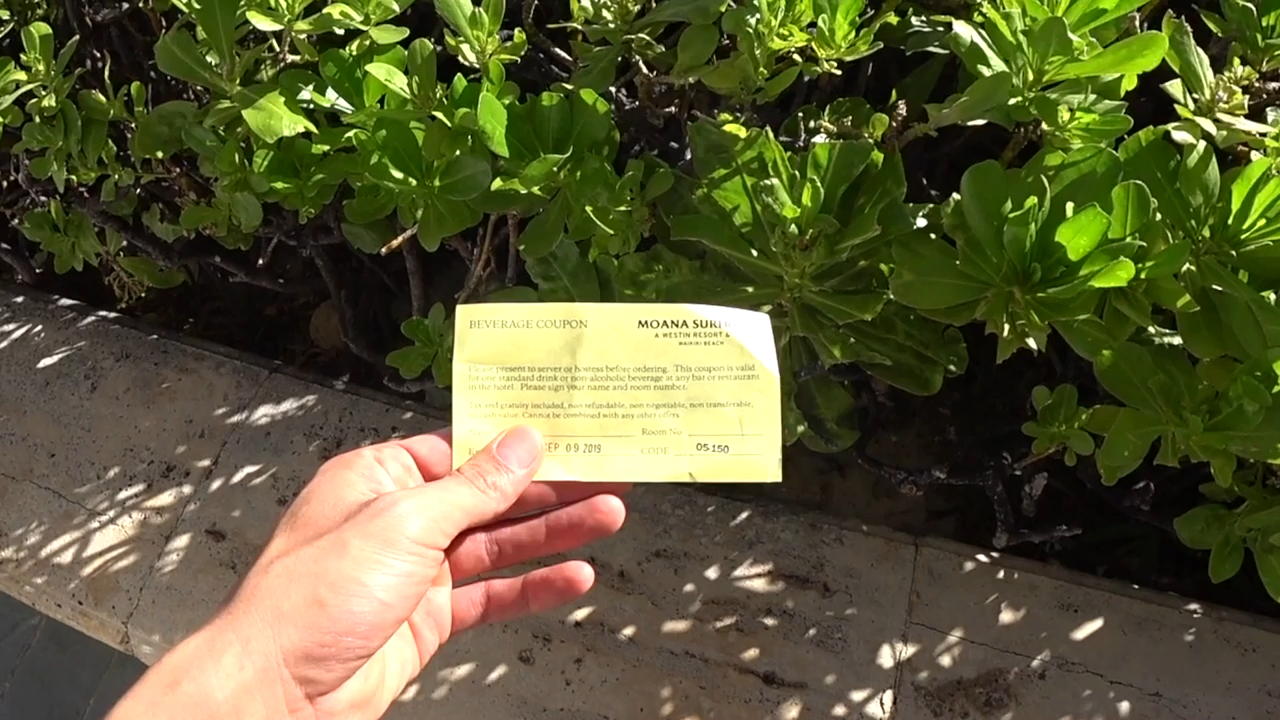 BEVERAGE COUPON
MOANA
A WESTIN RESORT &
WAIKIKI BEACH
Please present to server or hostess before ordering. This coupon is valid
for one standard drink or non-alcoholic beverage at any bar or restaurant
in the hotel. Please sign your name and room number.
Tax and gratuity included, non refundable, non negotiable, non transferable,
cash value. Cannot be combined with any other offers
Room No
SEP 09 2019
CODE 05-150